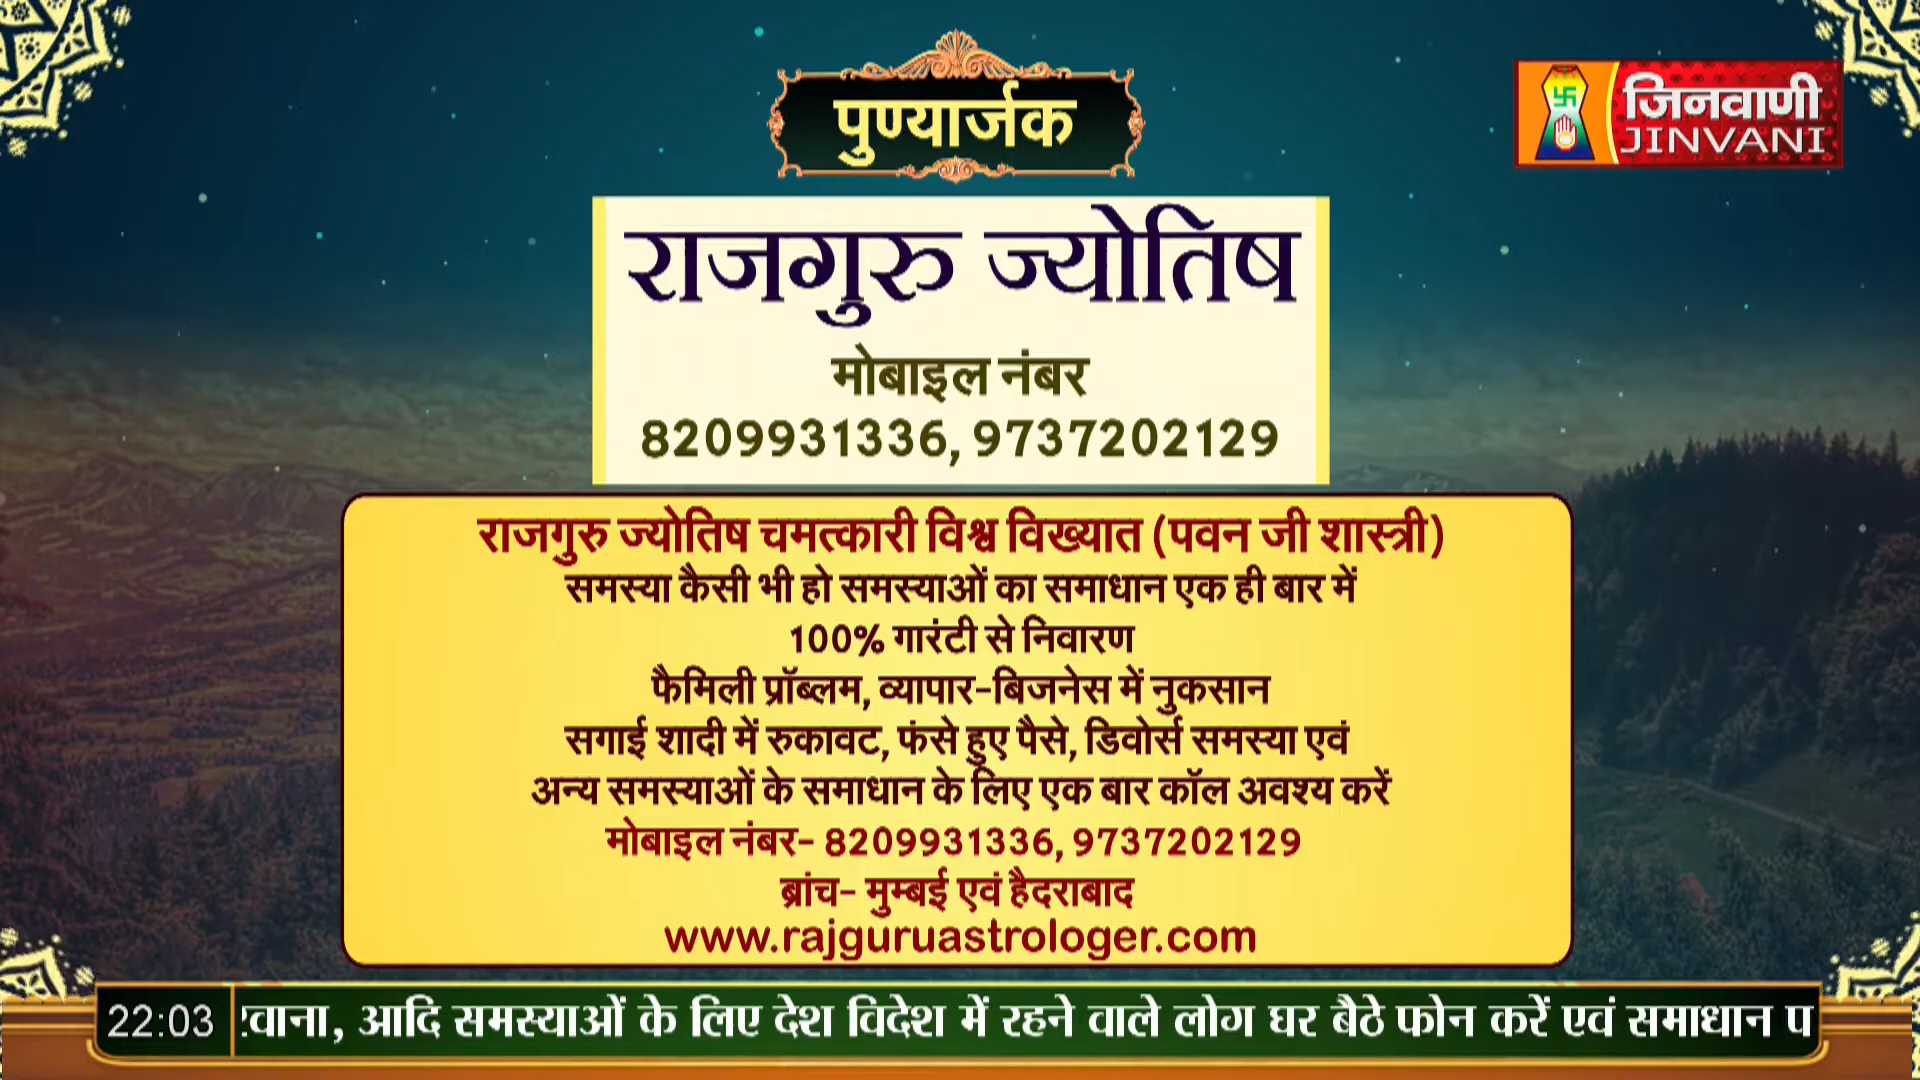 पुण्यार्जक
जिनवाणी
JINVANI
राजगुरु ज्योतिष
मोबाइल नंबर
8209931336, 9737202129
राजगुरु ज्योतिष चमत्कारी विश्व विख्यात (पवन जी शास्त्री)
समस्या कैसी भी हो समस्याओं का समाधान एक ही बार में
100% गारंटी से निवारण
फैमिली प्रॉब्लम, व्यापार-बिजनेस में नुकसान
सगाई शादी में रुकावट, फंसे हुए पैसे, डिवोर्स समस्या एवं
अन्य समस्याओं के समाधान के लिए एक बार कॉल अवश्य करें
मोबाइल नंबर- 8209931336, 9737202129
ब्रांच- मुम्बई एवं हैदराबाद
www.rajguruastrologer.com
22:03 आदि समस्याओं के लिए देश विदेश में रहने वाले लोग घर बैठे फोन करें एवं समाधान